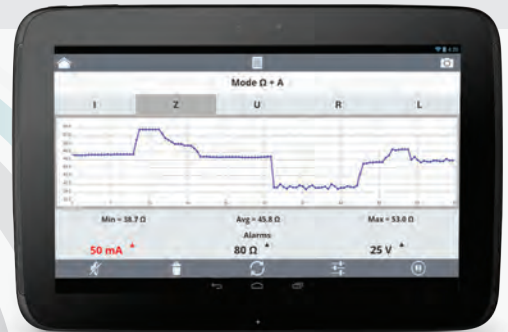 Mode Ω + A
I Z U R L
Min = 38.7 Ω Avg = 45.8 Ω Max = 53.0 Ω
Alarms
50 mA ▲ 80 Ω ▲ 25 V ▲